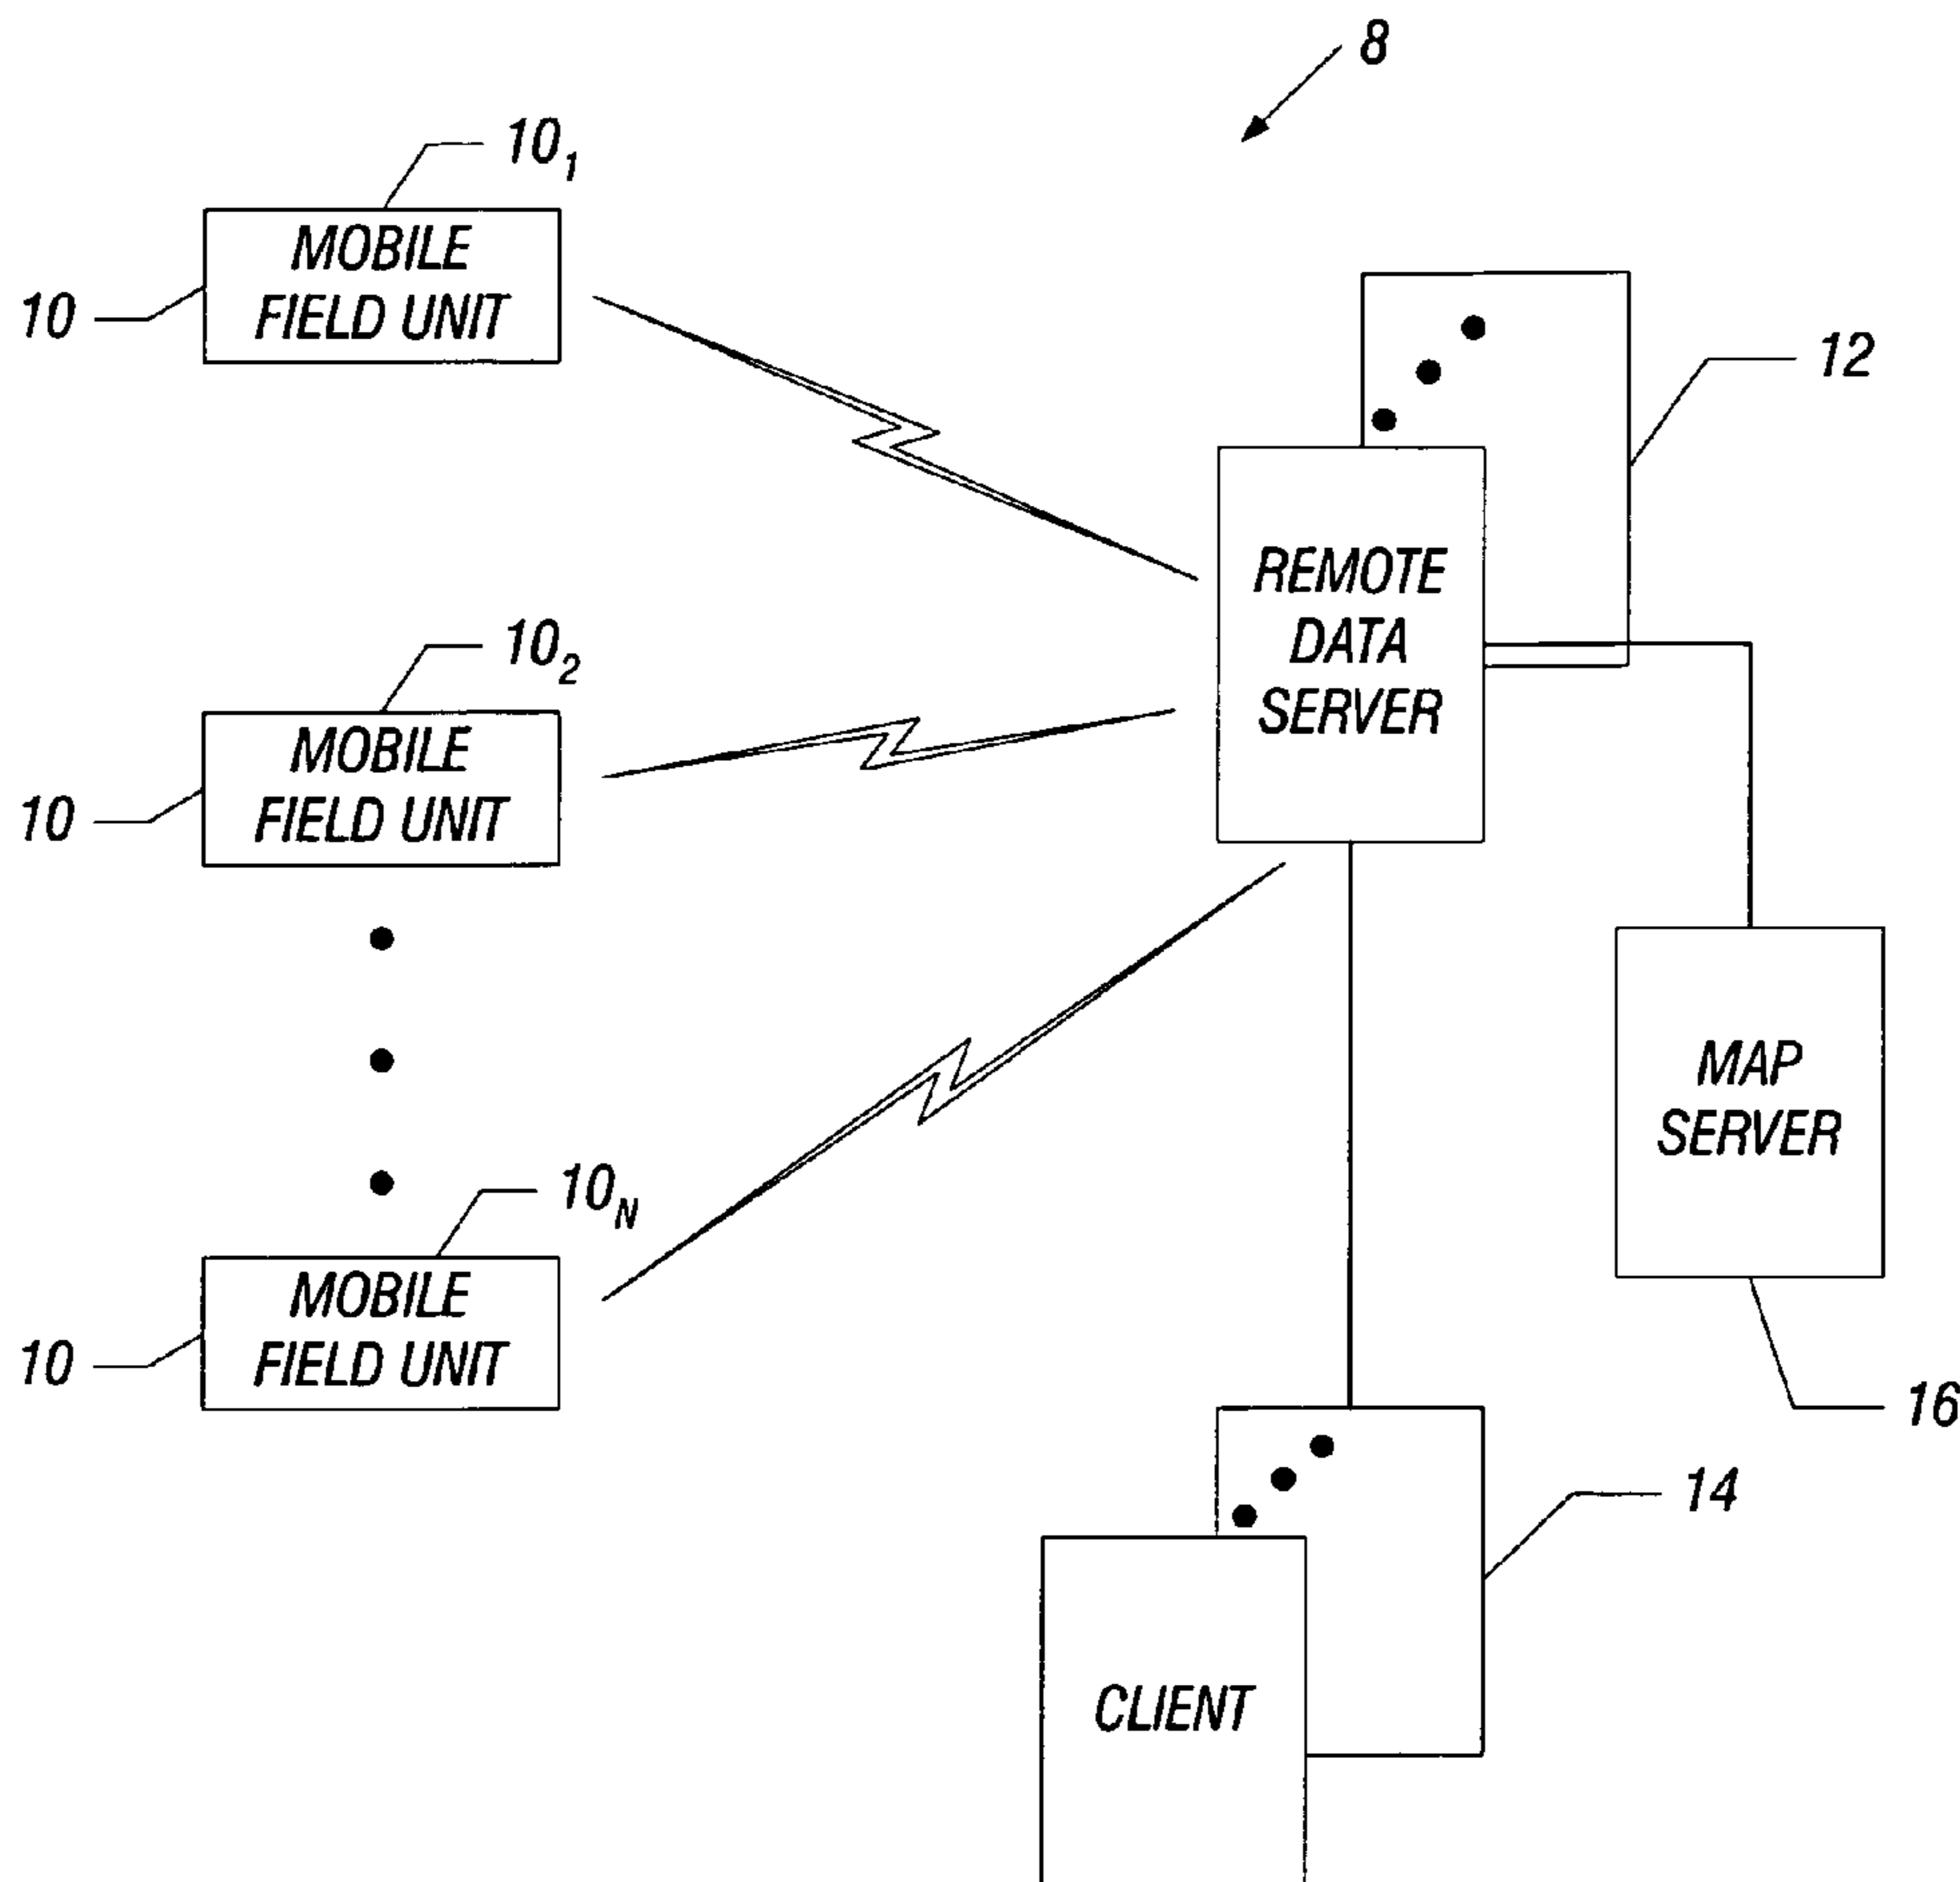 8
10₁
MOBILE
FIELD UNIT
10
12
REMOTE
DATA
SERVER
10₂
MOBILE
FIELD UNIT
10
MAP
SERVER
16
10_N
MOBILE
FIELD UNIT
10
14
CLIENT